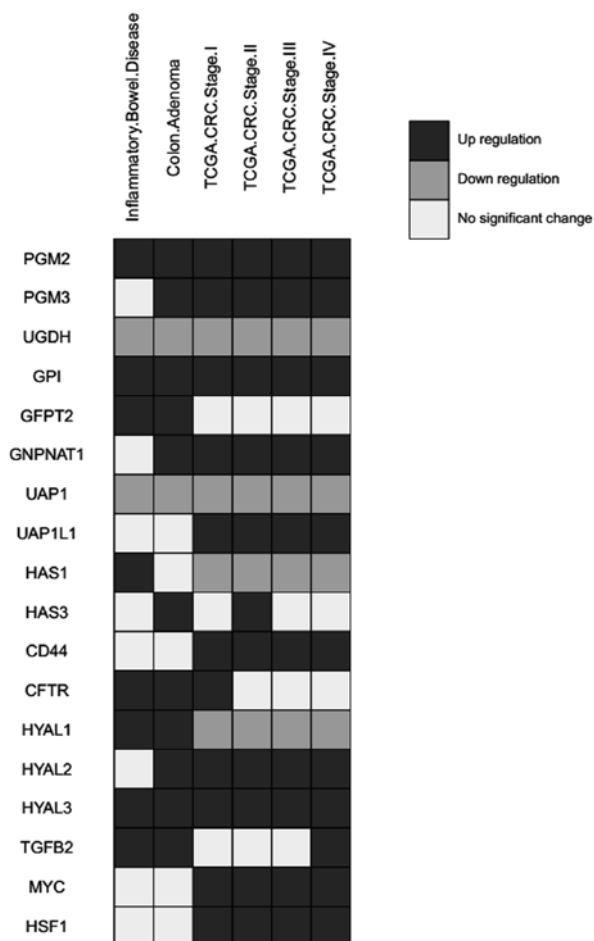 Inflammatory.Bowel.Disease
Colon.Adenoma
TCGA.CRC.Stage.I
TCGA.CRC.Stage.II
TCGA.CRC.Stage.III
TCGA.CRC.Stage.IV
Up regulation
Down regulation
No significant change
PGM2
PGM3
UGDH
GPI
GFPT2
GNPNAT1
UAP1
UAP1L1
HAS1
HAS3
CD44
CFTR
HYAL1
HYAL2
HYAL3
TGFB2
MYC
HSF1